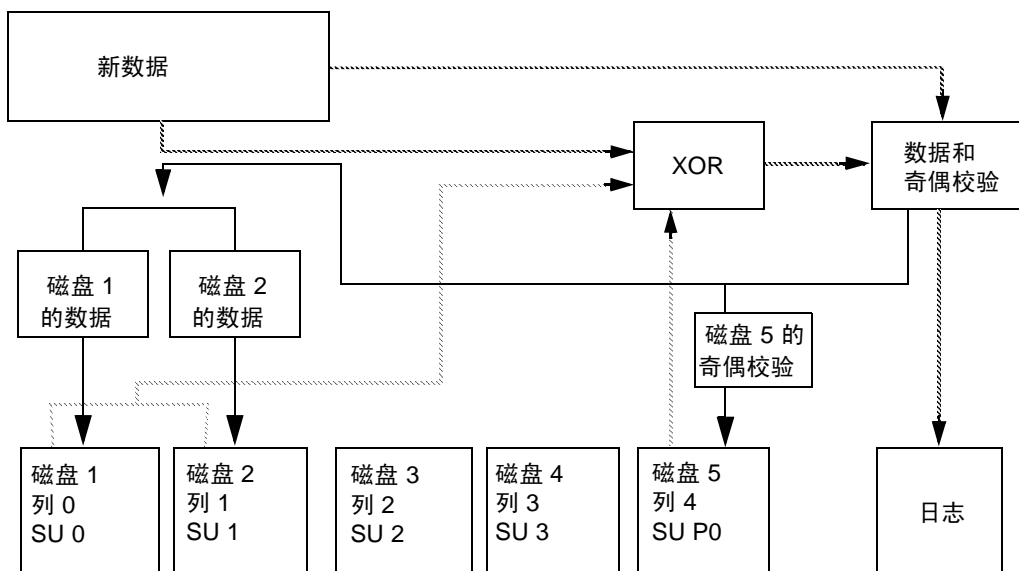 新数据
XOR
数据和
奇偶校验
磁盘 1
的数据
磁盘 2
的数据
磁盘 5 的
奇偶校验
磁盘 1
列 0
SU 0
磁盘 2
列 1
SU 1
磁盘 3
列 2
SU 2
磁盘 4
列 3
SU 3
磁盘 5
列 4
SU P0
日志